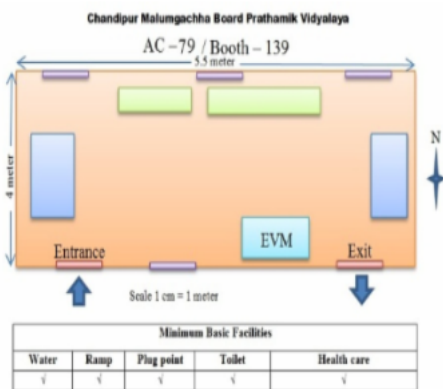 Chandipur Malumgachha Board Prathamik Vidyalaya
AC –79 / Booth – 139
5.5 meter
4 meter
N
EVM
Entrance
Exit
Scale 1 cm = 1 meter
Minimum Basic Facilities
Water Ramp Plug point Toilet Health care
√ √ √ √ √